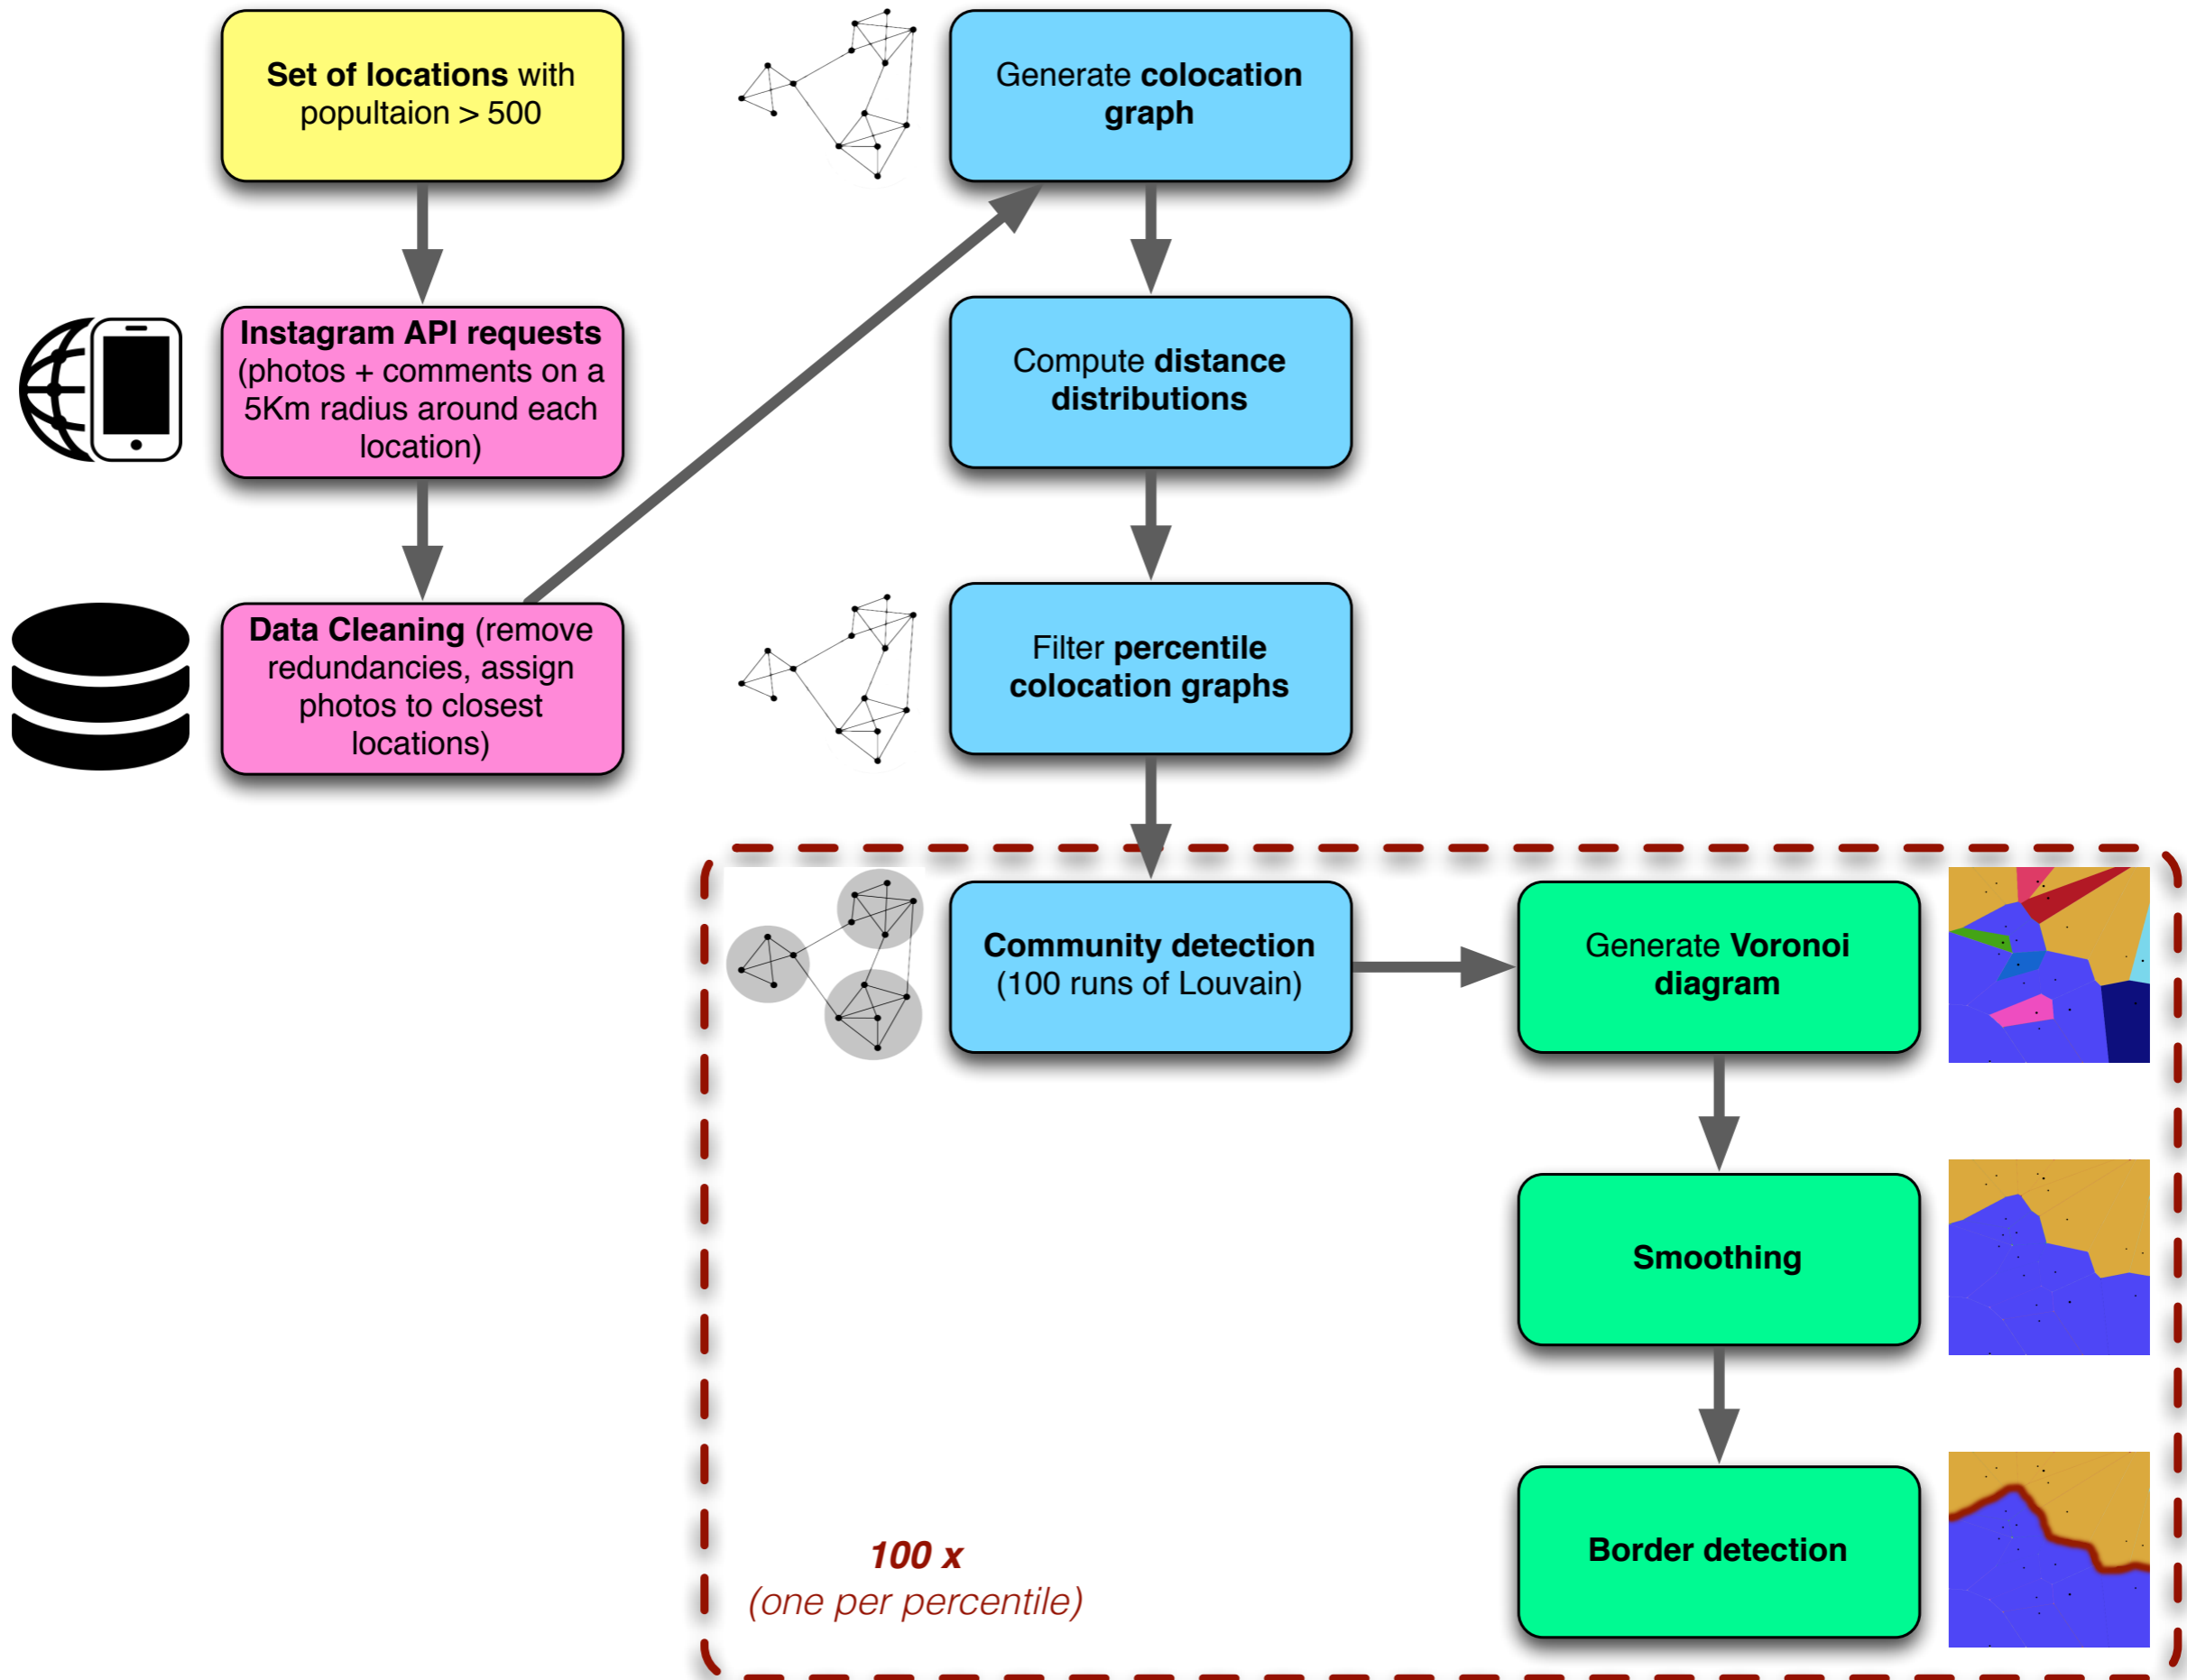 Set of locations with
popultaion > 500
Instagram API requests
(photos + comments on a
5Km radius around each
location)
Data Cleaning (remove
redundancies, assign
photos to closest
locations)
Generate colocation
graph
Compute distance
distributions
Filter percentile
colocation graphs
Community detection
(100 runs of Louvain)
Generate Voronoi
diagram
Smoothing
Border detection
100 x
(one per percentile)